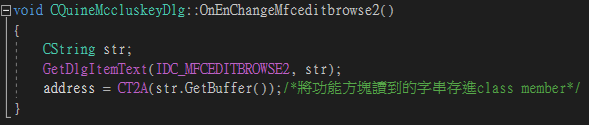 void CQuineMccluskeyDlg::OnEnChangeMfceditbrowse2()
{
CString str;
GetDlgItemText(IDC_MFCEDITBROWSE2, str);
address = CT2A(str.GetBuffer());/*將功能方塊讀到的字串存進class member*/
}